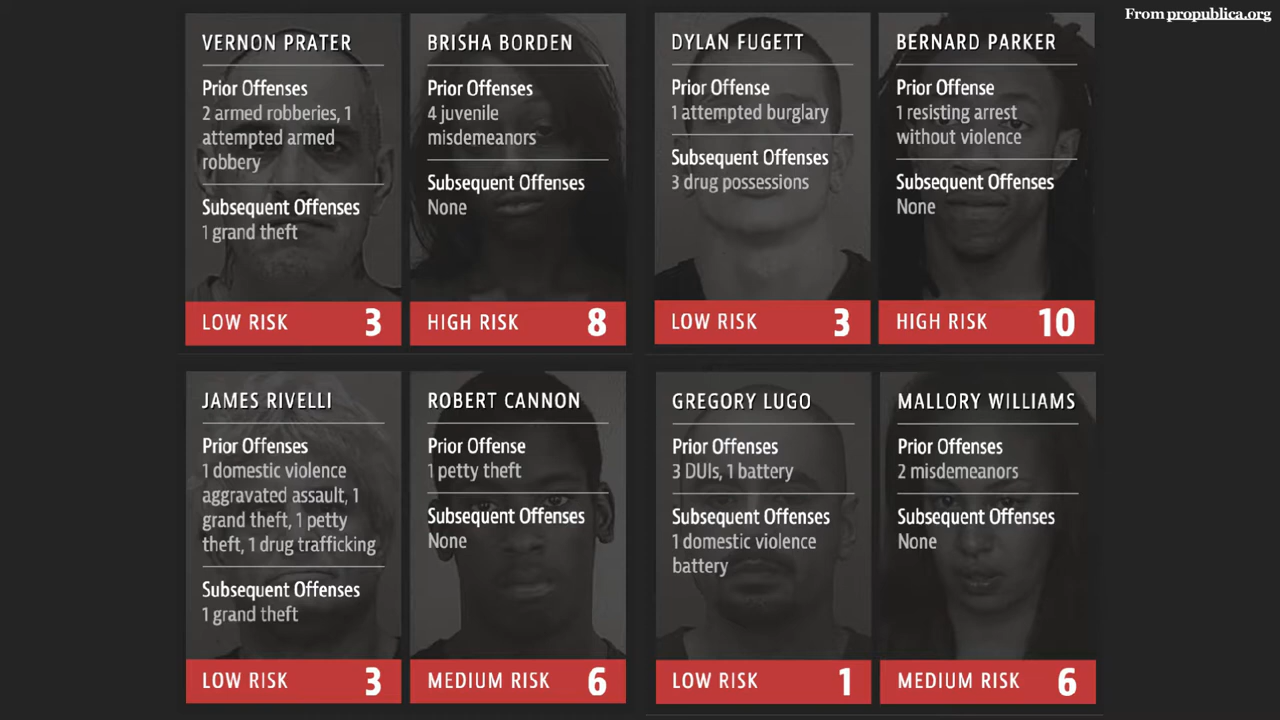 From propublica.org
VERNON PRATER
Prior Offenses
2 armed robberies, 1
attempted armed
robbery
Subsequent Offenses
1 grand theft
LOW RISK 3
BRISHA BORDEN
Prior Offenses
4 juvenile
misdemeanors
Subsequent Offenses
None
HIGH RISK 8
DYLAN FUGETT
Prior Offense
1 attempted burglary
Subsequent Offenses
3 drug possessions
LOW RISK 3
BERNARD PARKER
Prior Offense
1 resisting arrest
without violence
Subsequent Offenses
None
HIGH RISK 10
JAMES RIVELLI
Prior Offenses
1 domestic violence
aggravated assault, 1
grand theft, 1 petty
theft, 1 drug trafficking
Subsequent Offenses
1 grand theft
LOW RISK 3
ROBERT CANNON
Prior Offense
1 petty theft
Subsequent Offenses
None
MEDIUM RISK 6
GREGORY LUGO
Prior Offenses
3 DUIs, 1 battery
Subsequent Offenses
1 domestic violence
battery
LOW RISK 1
MALLORY WILLIAMS
Prior Offenses
2 misdemeanors
Subsequent Offenses
None
MEDIUM RISK 6